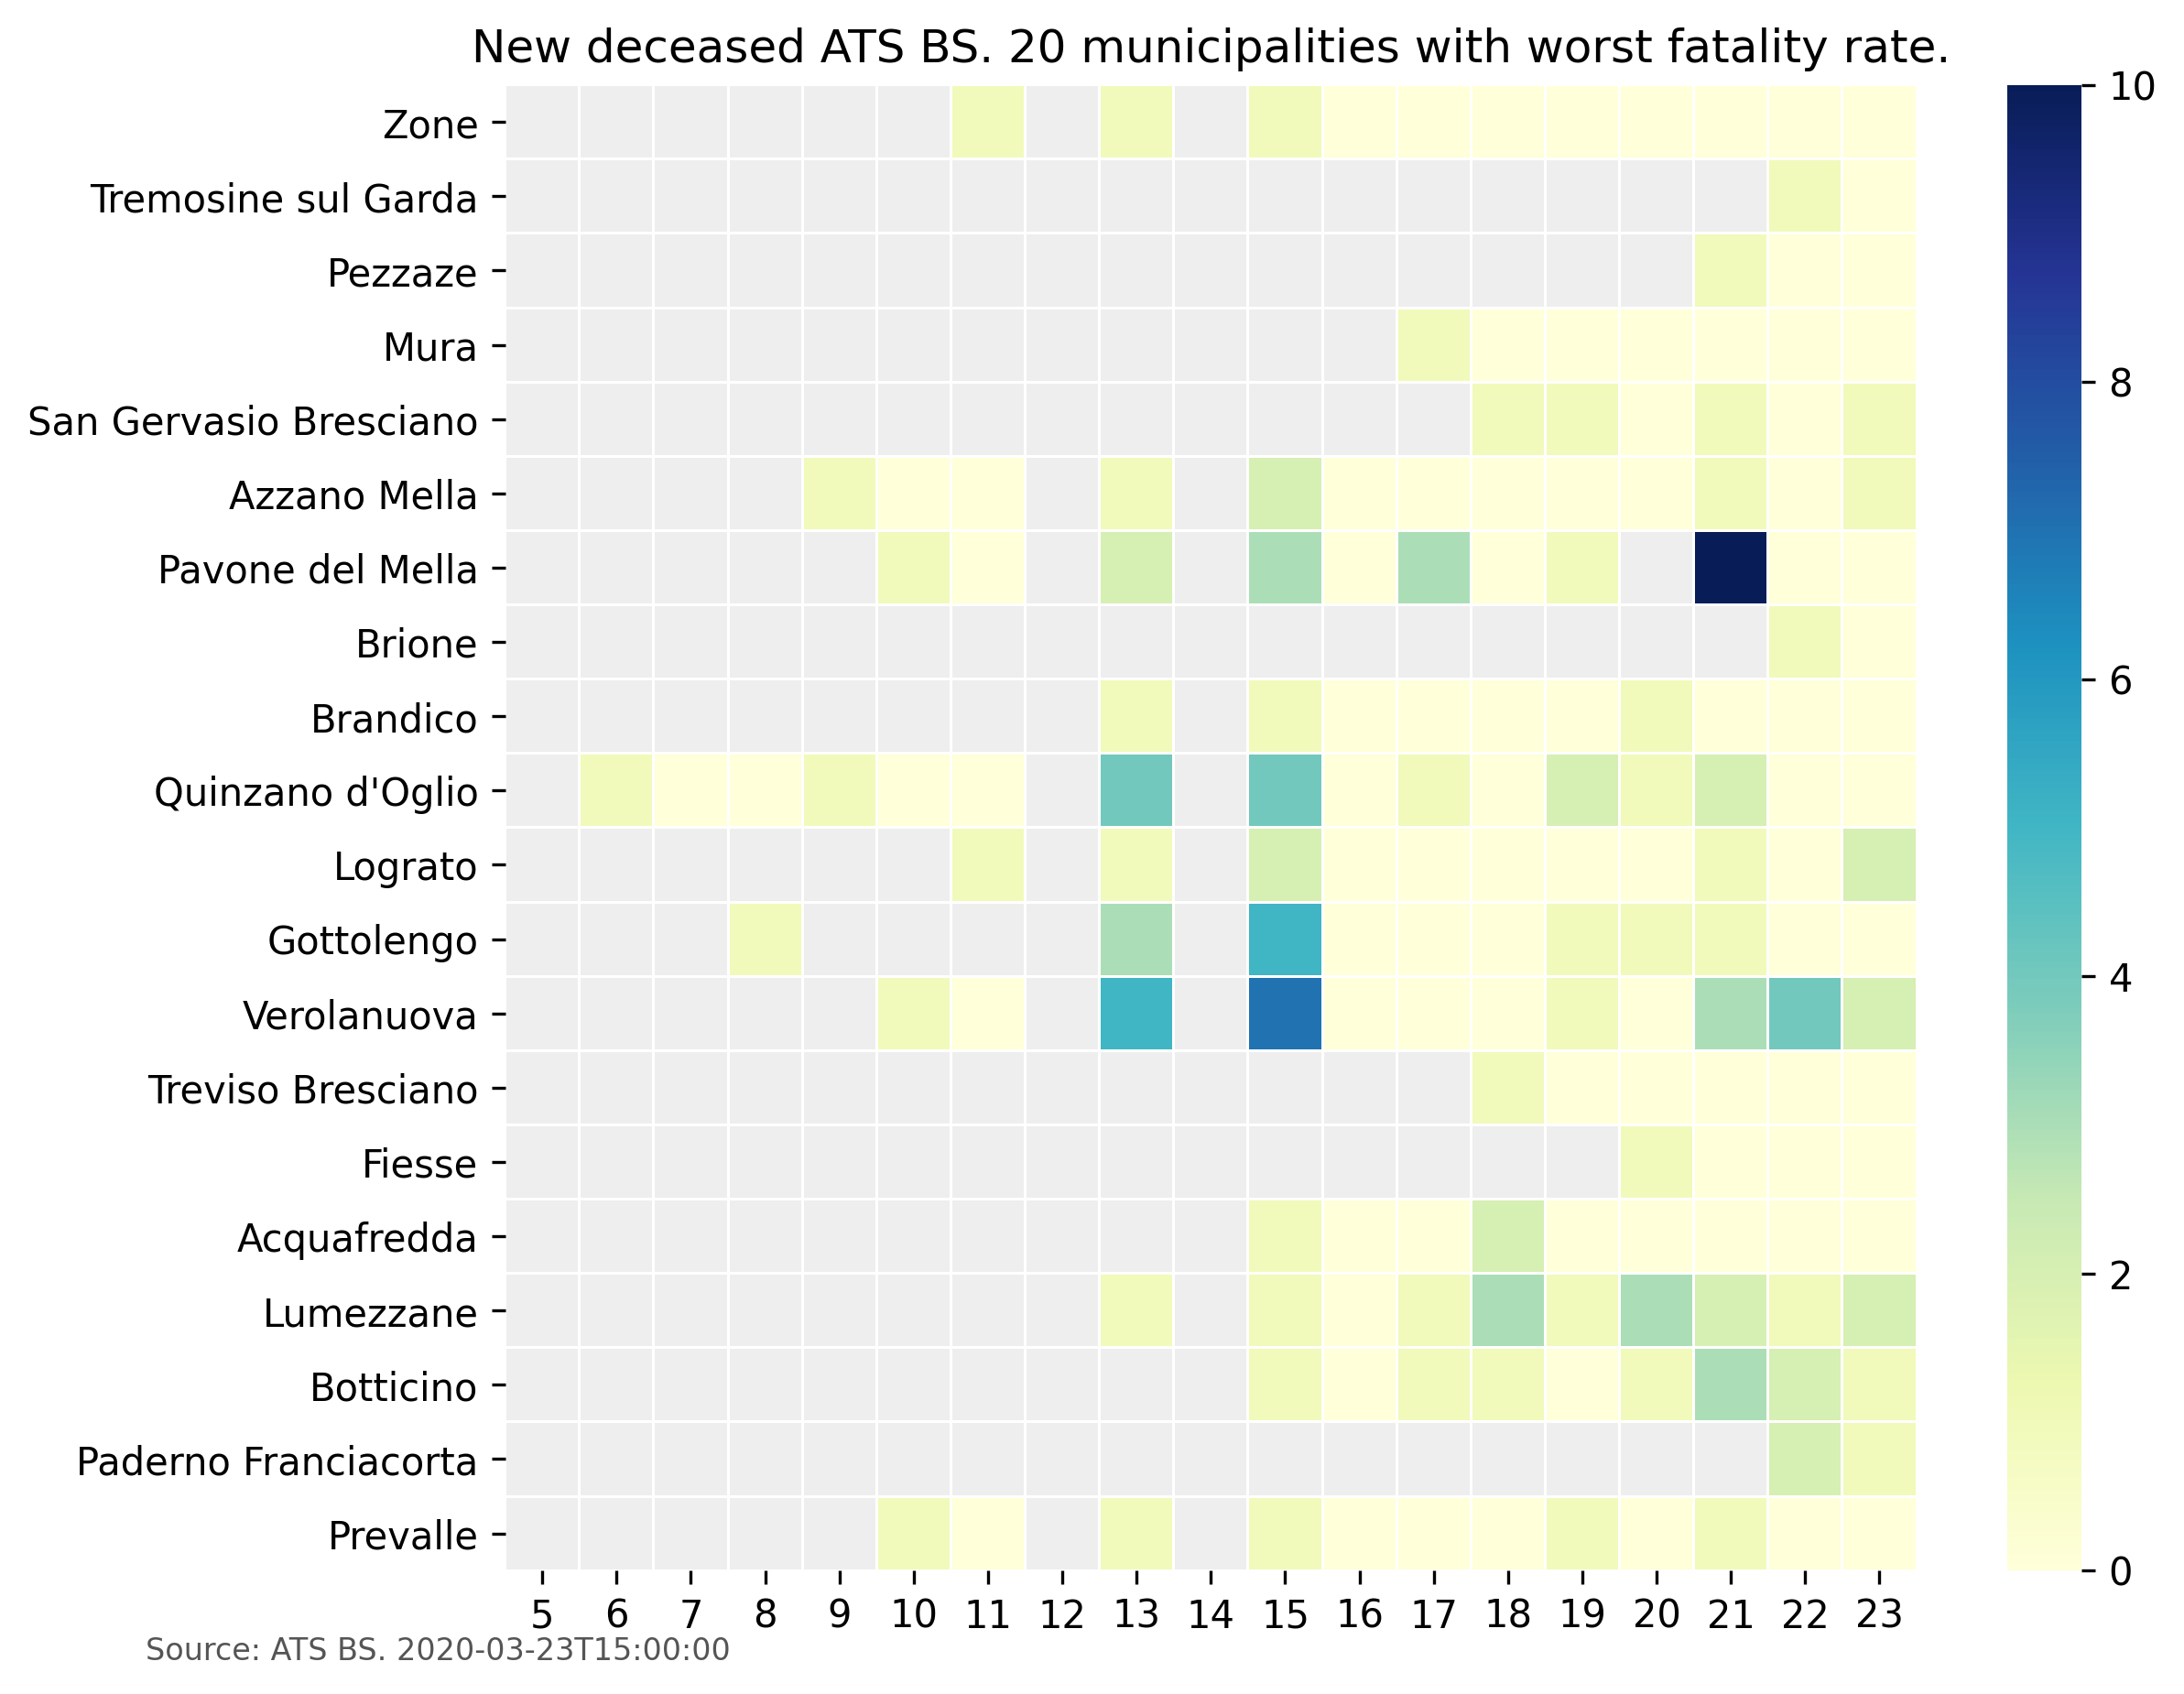 New deceased ATS BS. 20 municipalities with worst fatality rate.
Zone
Tremosine sul Garda
Pezzaze
Mura
San Gervasio Bresciano
Azzano Mella
Pavone del Mella
Brione
Brandico
Quinzano d'Oglio
Lograto
Gottolengo
Verolanuova
Treviso Bresciano
Fiesse
Acquafredda
Lumezzane
Botticino
Paderno Franciacorta
Prevalle
5 6 7 8 9 10 11 12 13 14 15 16 17 18 19 20 21 22 23
10
8
6
4
2
0
Source: ATS BS. 2020-03-23T15:00:00